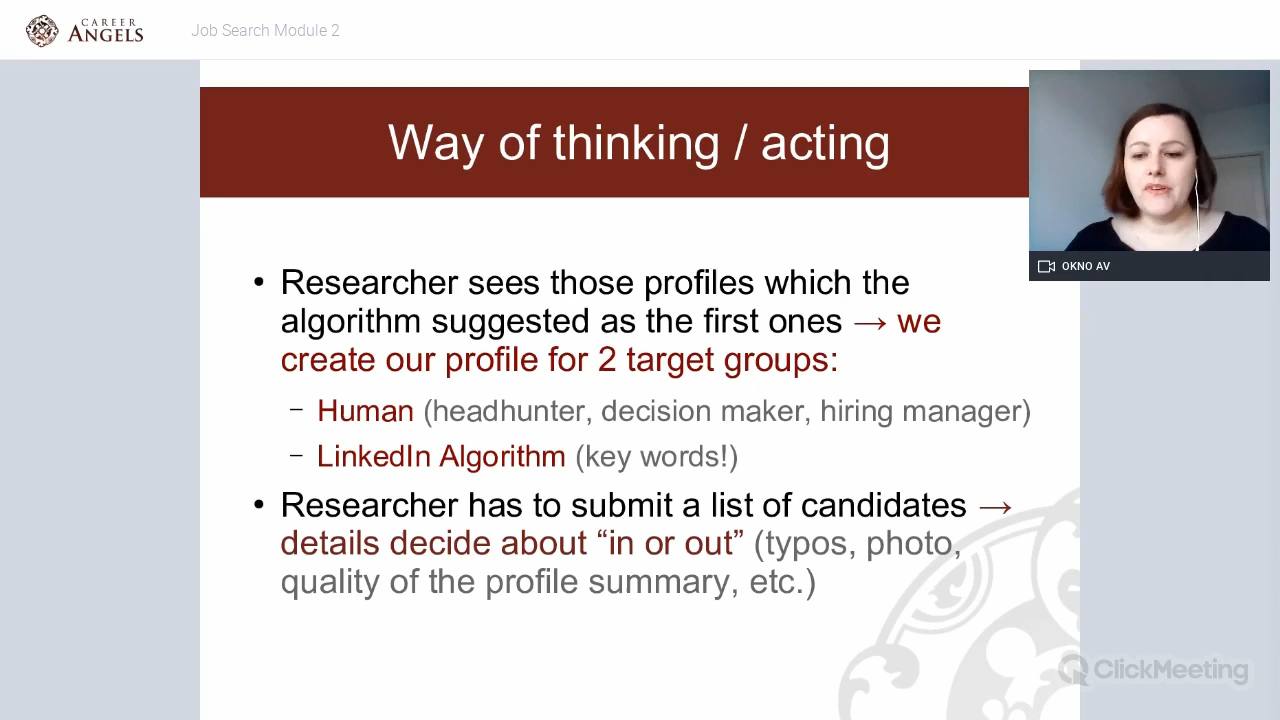 CAREER
ANGELS
Job Search Module 2
Way of thinking / acting
OKNO AV
• Researcher sees those profiles which the
algorithm suggested as the first ones → we
create our profile for 2 target groups:
– Human (headhunter, decision maker, hiring manager)
– LinkedIn Algorithm (key words!)
• Researcher has to submit a list of candidates →
details decide about “in or out” (typos, photo,
quality of the profile summary, etc.)
ClickMeeting